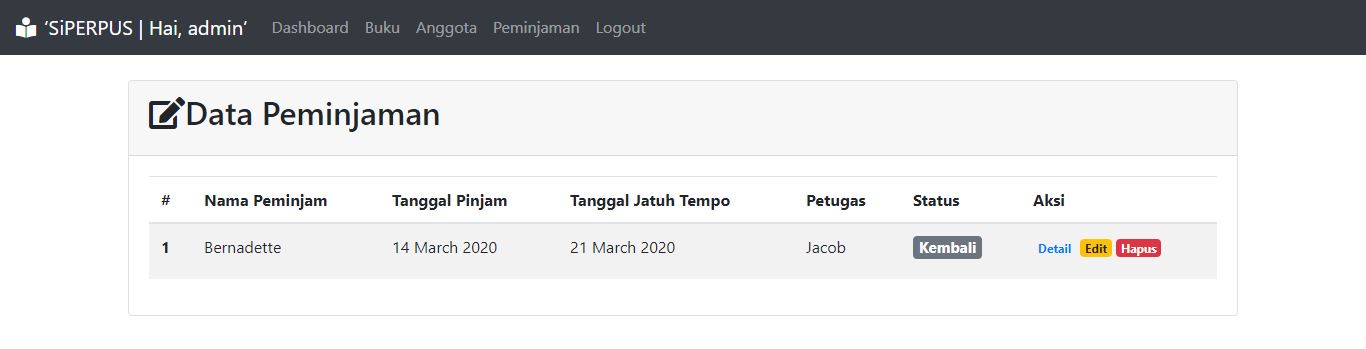 ‘SiPERPUS | Hai, admin’ Dashboard Buku Anggota Peminjaman Logout
Data Peminjaman
# Nama Peminjam Tanggal Pinjam Tanggal Jatuh Tempo Petugas Status Aksi
1 Bernadette 14 March 2020 21 March 2020 Jacob Kembali Detail Edit Hapus